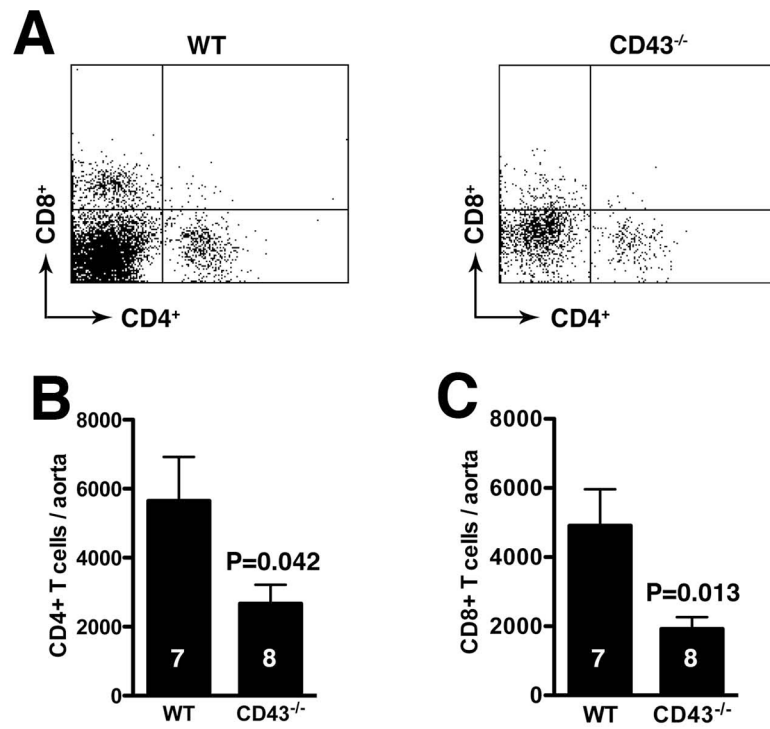 A
WT
CD43-/-
CD8+
CD4+
CD8+
CD4+
B
8000
6000
4000
2000
0
CD4+ T cells / aorta
P=0.042
7
8
WT
CD43-/-
C
8000
6000
4000
2000
0
CD8+ T cells / aorta
P=0.013
7
8
WT
CD43-/-